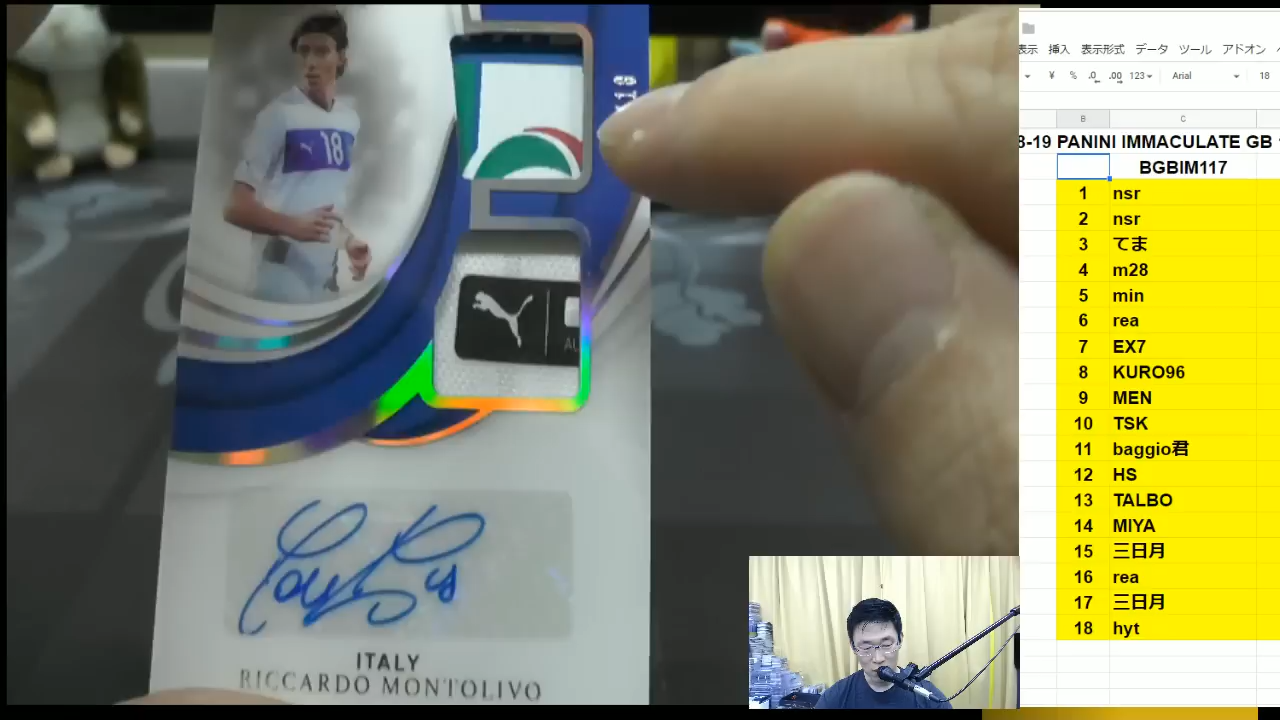 18
ITALY
RICCARDO MONTOLIVO
表示 挿入 表示形式 データ ツール アドオン
¥ % .0 .00 123 Arial 18
B C
8-19 PANINI IMMACULATE GB
BGBIM117
1 nsr
2 nsr
3 てま
4 m28
5 min
6 rea
7 EX7
8 KURO96
9 MEN
10 TSK
11 baggio君
12 HS
13 TALBO
14 MIYA
15 三日月
16 rea
17 三日月
18 hyt